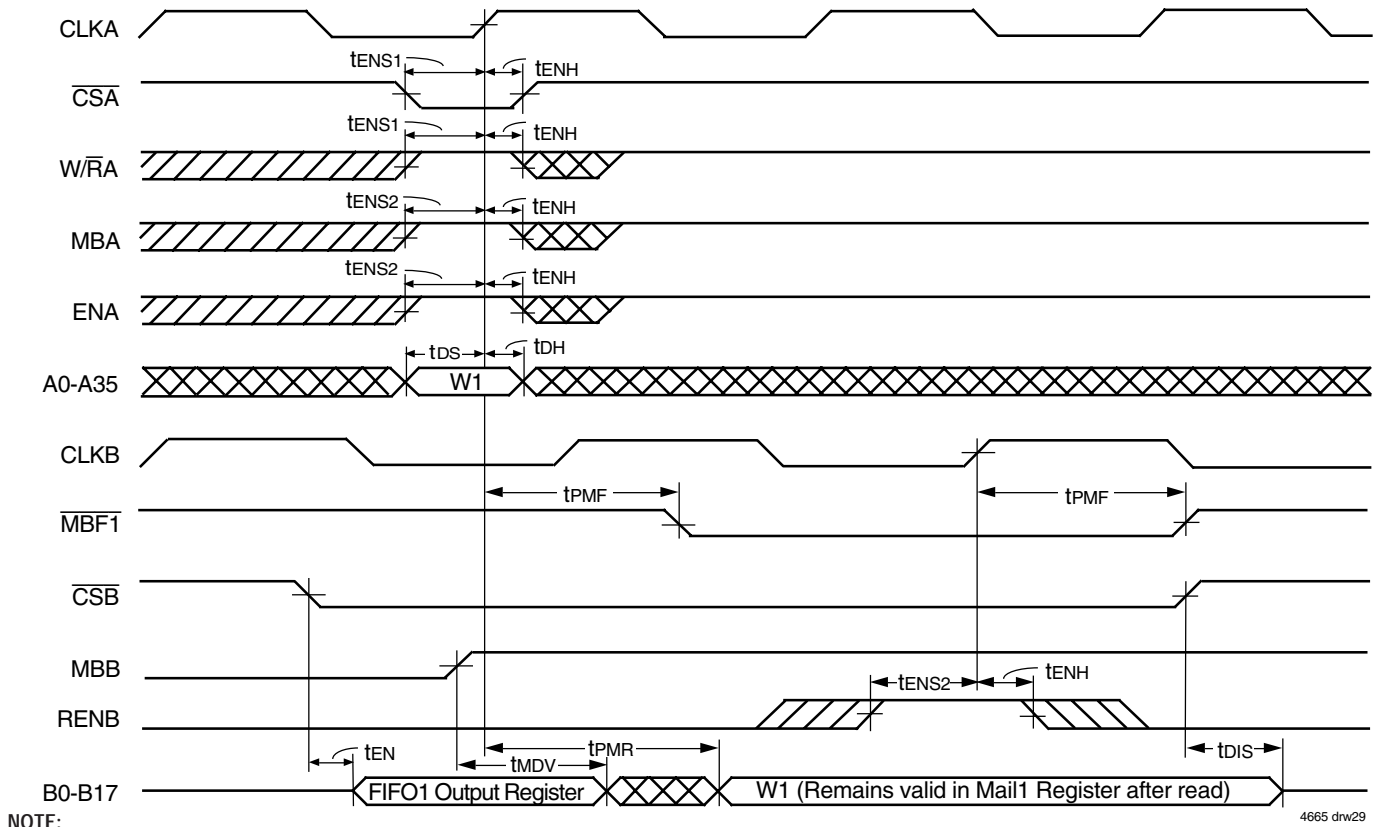 CLKA
tENS1 tENH
CSA
tENS1 tENH
W/RA
tENS2 tENH
MBA
tENS2 tENH
ENA
tDS tDH
A0-A35 W1
CLKB
tPMF tPMF
MBF1
CSB
MBB
tENS2 tENH
RENB
tEN tPMR tDIS
tMDV
B0-B17 FIFO1 Output Register W1 (Remains valid in Mail1 Register after read)
NOTE: 4665 drw29